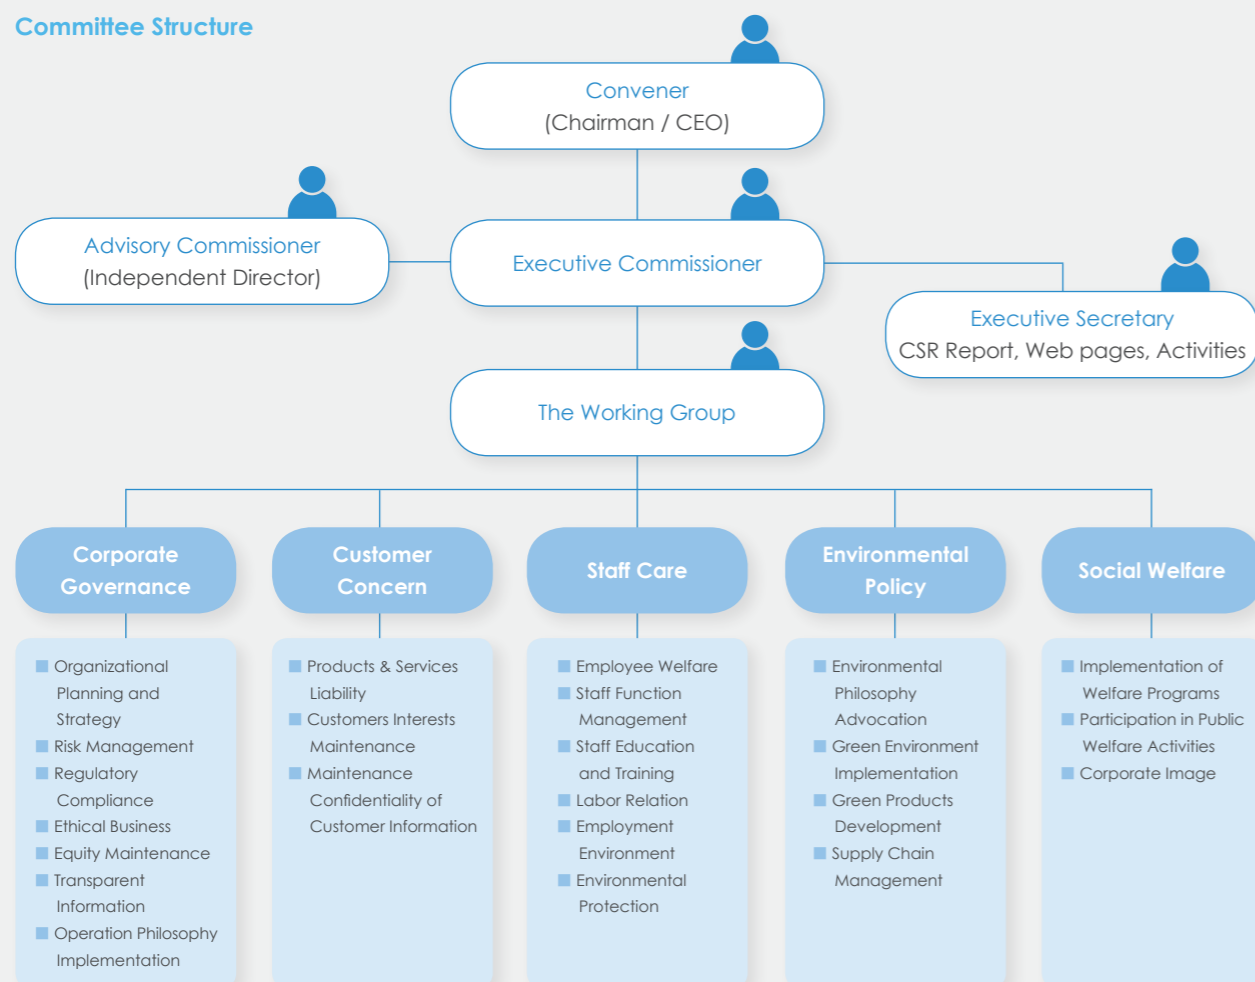 Committee Structure
Convener
(Chairman / CEO)
Advisory Commissioner
(Independent Director)
Executive Commissioner
Executive Secretary
CSR Report, Web pages, Activities
The Working Group
Corporate
Governance
Organizational
Planning and
Strategy
Risk Management
Regulatory
Compliance
Ethical Business
Equity Maintenance
Transparent
Information
Operation Philosophy
Implementation
Customer
Concern
Products & Services
Liability
Customers Interests
Maintenance
Maintenance
Confidentiality of
Customer Information
Staff Care
Employee Welfare
Staff Function
Management
Staff Education
and Training
Labor Relation
Employment
Environment
Environmental
Protection
Environmental
Policy
Environmental
Philosophy
Advocation
Green Environment
Implementation
Green Products
Development
Supply Chain
Management
Social Welfare
Implementation of
Welfare Programs
Participation in Public
Welfare Activities
Corporate Image